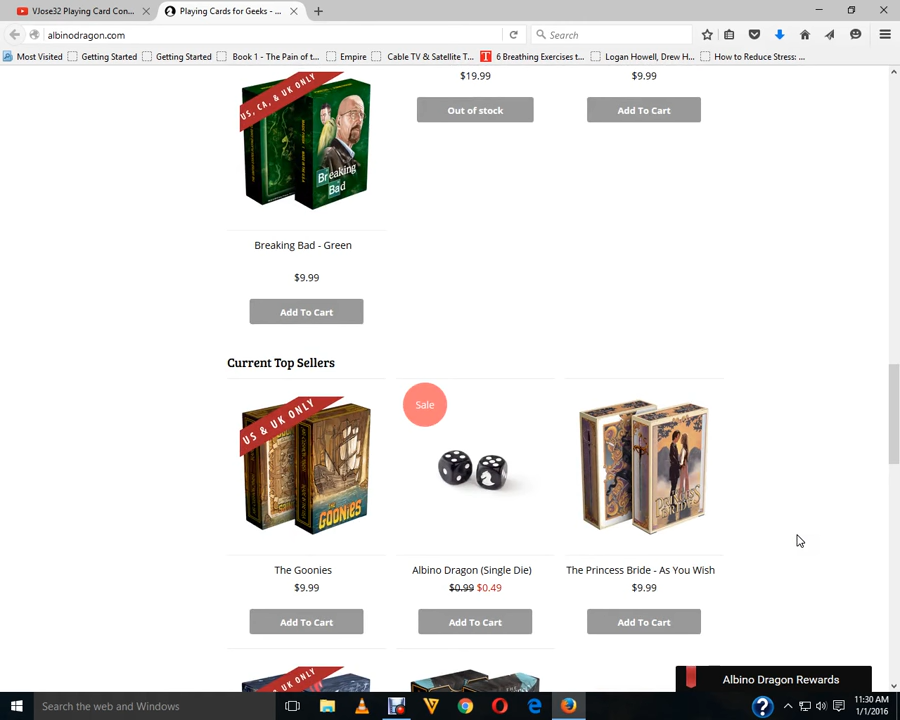 VJose32 Playing Card Con...
Playing Cards for Geeks - ...
albinodragon.com
Search
Most Visited
Getting Started
Getting Started
Book 1 - The Pain of t...
Empire
Cable TV & Satellite T...
6 Breathing Exercises t...
Logan Howell, Drew H...
How to Reduce Stress: ...
$19.99
$9.99
US, CA, & UK ONLY
Out of stock
Add To Cart
Breaking
Bad
Breaking Bad - Green
$9.99
Add To Cart
Current Top Sellers
US & UK ONLY
THE GOONIES
Sale
PRINCESS BRIDE
The Goonies
Albino Dragon (Single Die)
The Princess Bride - As You Wish
$9.99
$0.99 $0.49
$9.99
Add To Cart
Add To Cart
Add To Cart
UK ONLY
Albino Dragon Rewards
Search the web and Windows
11:30 AM
1/1/2016